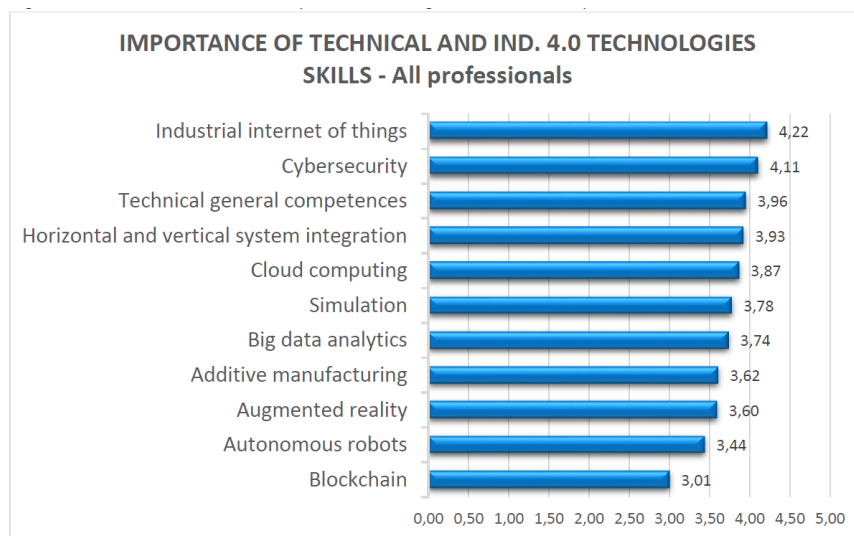 IMPORTANCE OF TECHNICAL AND IND. 4.0 TECHNOLOGIES
SKILLS - All professionals
Industrial internet of things 4,22
Cybersecurity 4,11
Technical general competences 3,96
Horizontal and vertical system integration 3,93
Cloud computing 3,87
Simulation 3,78
Big data analytics 3,74
Additive manufacturing 3,62
Augmented reality 3,60
Autonomous robots 3,44
Blockchain 3,01
0,00 0,50 1,00 1,50 2,00 2,50 3,00 3,50 4,00 4,50 5,00